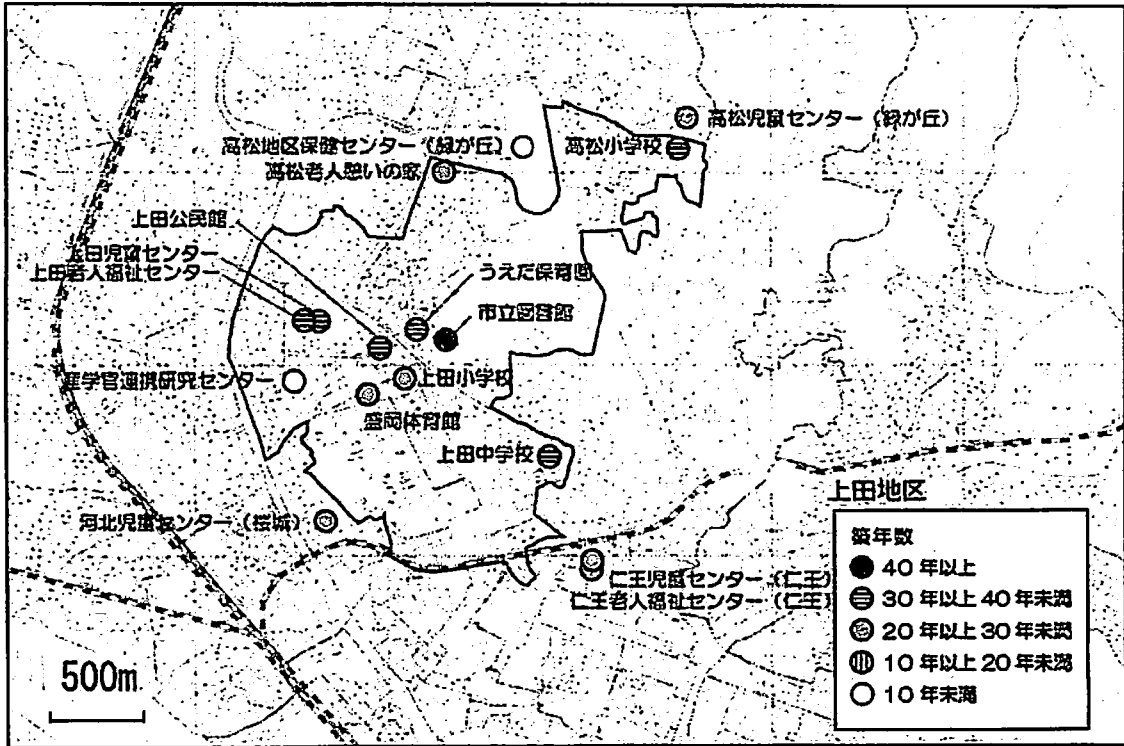 高松児童センター（緑が丘）
高松地区保健センター（緑が丘）
高松小学校
高松老人憩いの家
上田公民館
上田児童センター
上田老人福祉センター
うえだ保育園
市立図書館
産学官連携研究センター
上田小学校
盛岡体育館
上田中学校
河北児童センター（桜城）
仁王児童センター（仁王）
仁王老人福祉センター（仁王）
上田地区
築年数
40年以上
30年以上40年未満
20年以上30年未満
10年以上20年未満
10年未満
500m